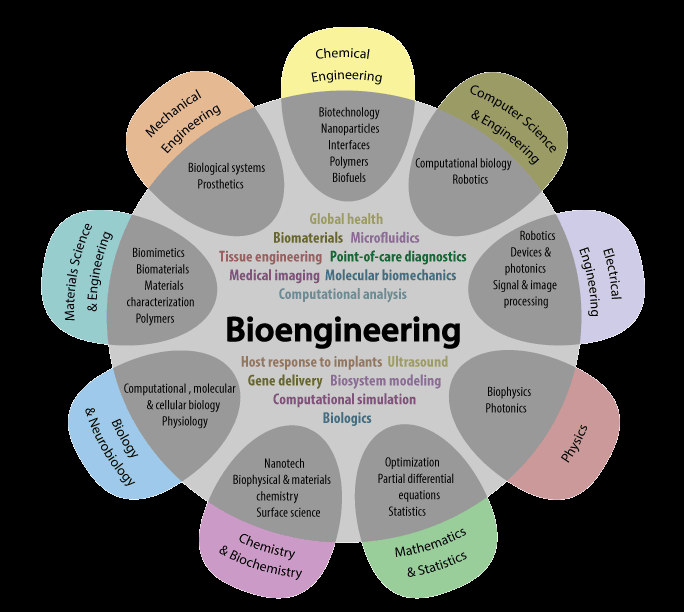 Chemical
Engineering
Biotechnology
Nanoparticles
Interfaces
Polymers
Biofuels
Computer Science
& Engineering
Computational biology
Robotics
Electrical
Engineering
Robotics
Devices &
photonics
Signal & image
processing
Physics
Biophysics
Photonics
Mathematics
& Statistics
Optimization
Partial differential
equations
Statistics
Chemistry
& Biochemistry
Nanotech
Biophysical & materials
chemistry
Surface science
Biology
& Neurobiology
Computational , molecular
& cellular biology
Physiology
Materials Science
& Engineering
Biomimetics
Biomaterials
Materials
characterization
Polymers
Mechanical
Engineering
Biological systems
Prosthetics
Global health
Biomaterials Microfluidics
Tissue engineering Point-of-care diagnostics
Medical imaging Molecular biomechanics
Computational analysis
Bioengineering
Host response to implants Ultrasound
Gene delivery Biosystem modeling
Computational simulation
Biologics